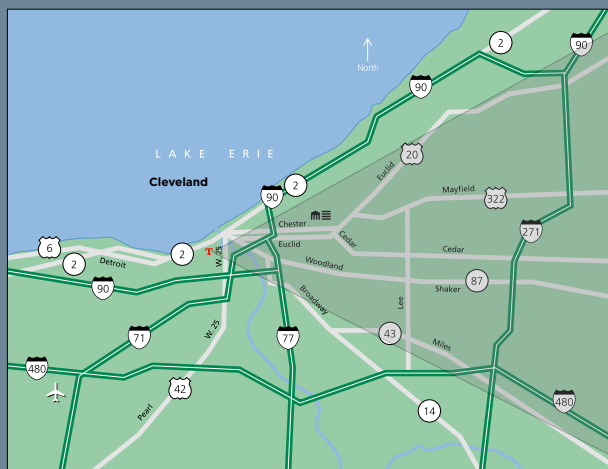 2
90
North
90
20
Euclid
LAKE ERIE
Cleveland
2
90
Mayfield
322
Chester
271
6
2
T
W. 25
Euclid
Cedar
Cedar
2
Detroit
Woodland
87
Shaker
90
Broadway
Lee
71
W. 25
77
43
Miles
480
42
480
Pearl
14